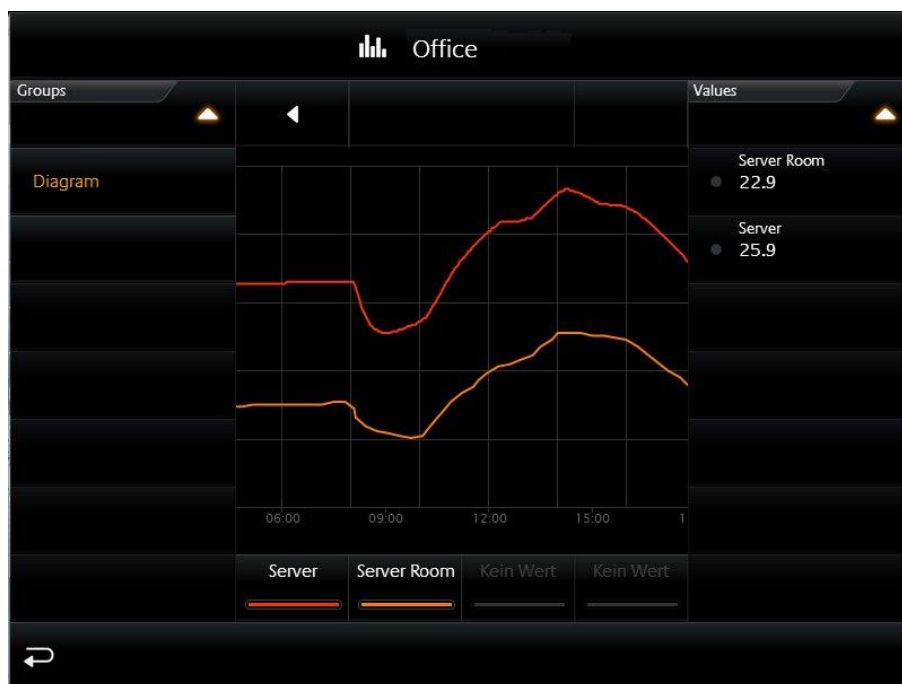 Office
Groups
Values
Diagram
Server Room
22.9
Server
25.9
06:00 09:00 12:00 15:00 1
Server Server Room Kein Wert Kein Wert